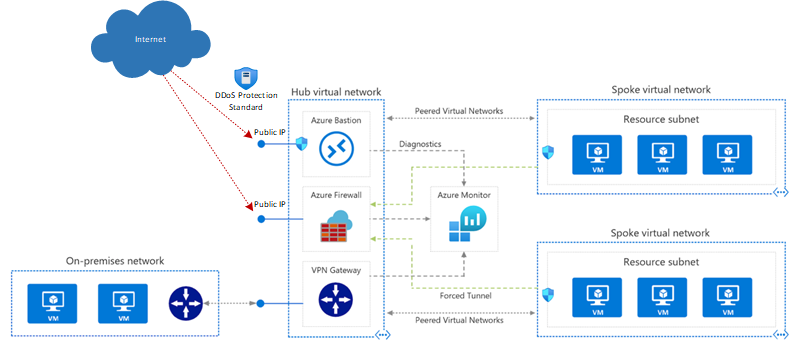 Internet
DDoS Protection
Standard
Hub virtual network
Spoke virtual network
Public IP
Azure Bastion
Peered Virtual Networks
Resource subnet
Diagnostics
VM
VM
VM
Public IP
Azure Firewall
Azure Monitor
Spoke virtual network
On-premises network
VPN Gateway
Resource subnet
VM
VM
Forced Tunnel
VM
VM
VM
Peered Virtual Networks